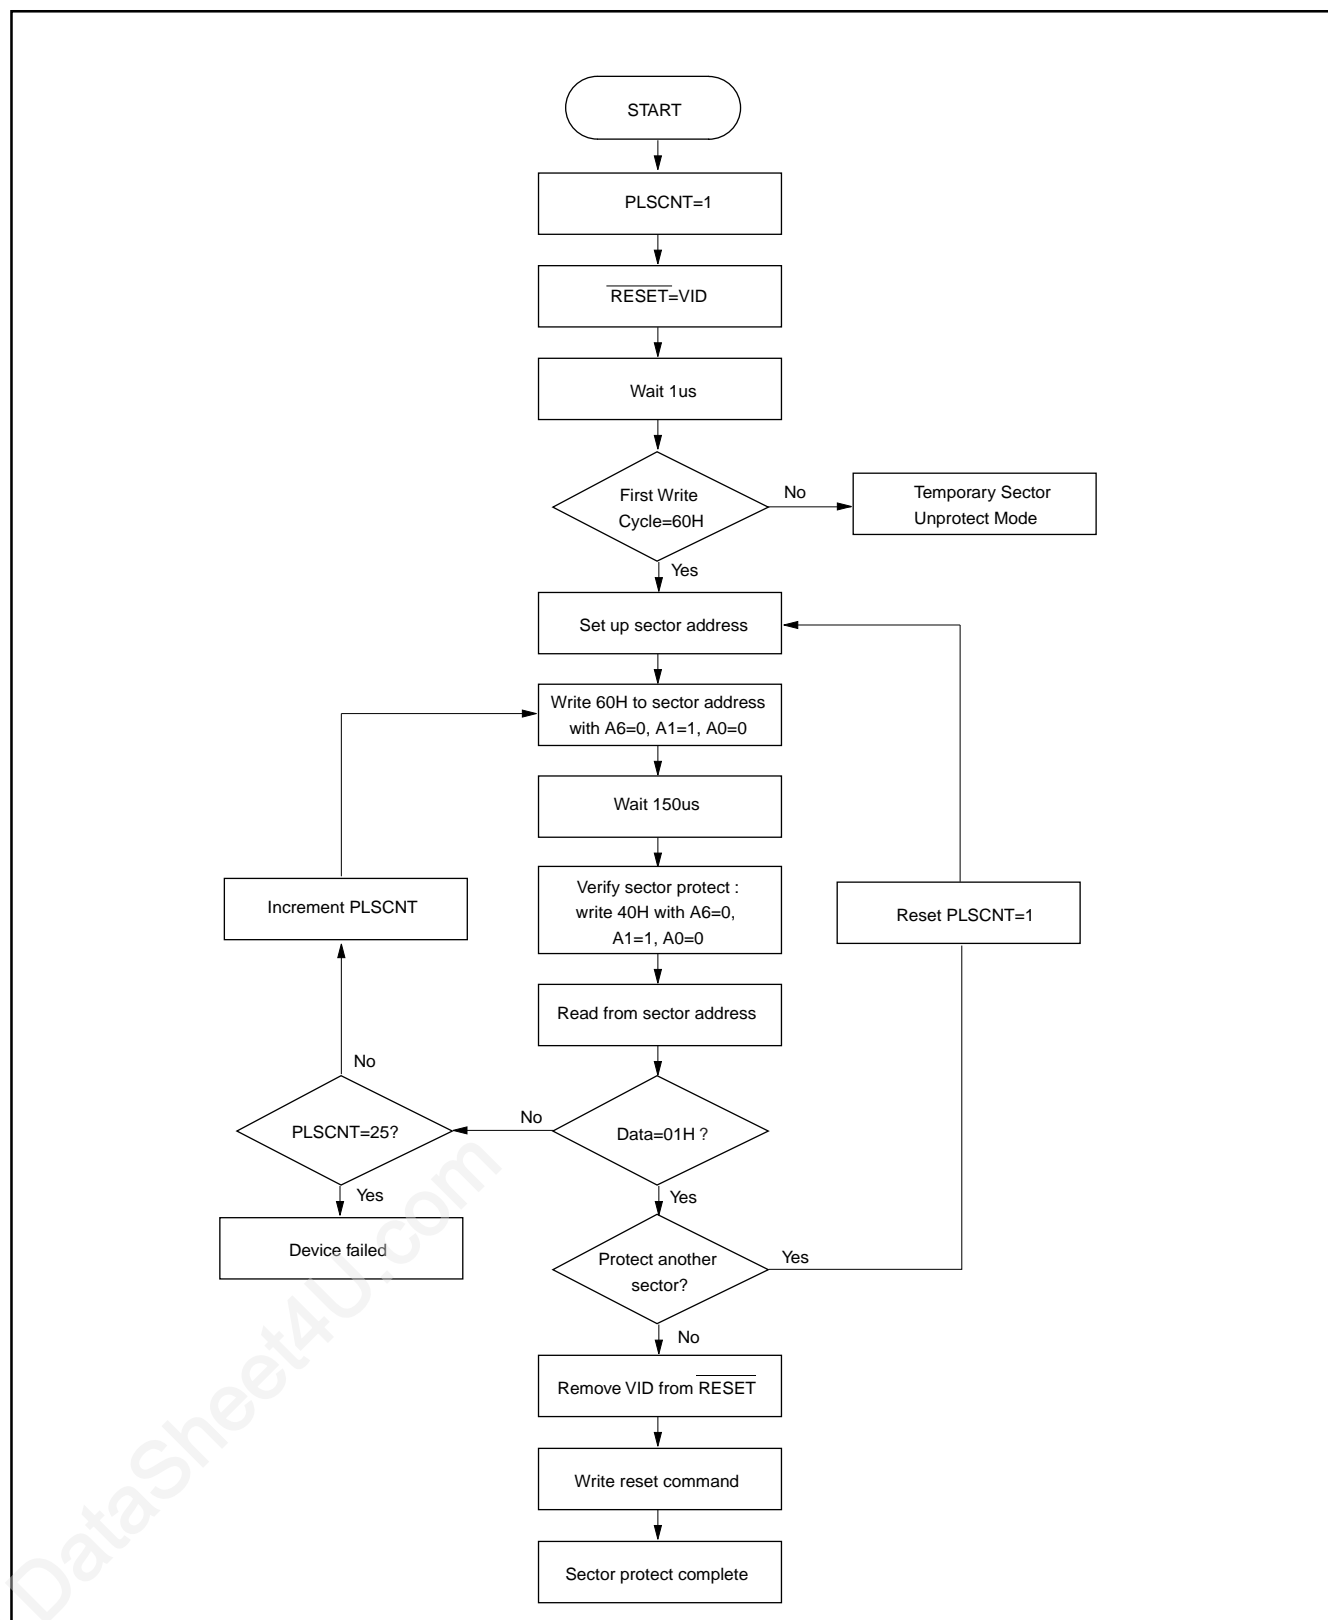 START
PLSCNT=1
RESET=VID
Wait 1us
First Write
Cycle=60H
No
Temporary Sector
Unprotect Mode
Yes
Set up sector address
Write 60H to sector address
with A6=0, A1=1, A0=0
Wait 150us
Verify sector protect :
write 40H with A6=0,
A1=1, A0=0
Increment PLSCNT
Reset PLSCNT=1
Read from sector address
No
PLSCNT=25?
No
Data=01H ?
Yes
Device failed
Yes
Protect another
sector?
Yes
No
Remove VID from RESET
Write reset command
Sector protect complete
DataSheet4U.com